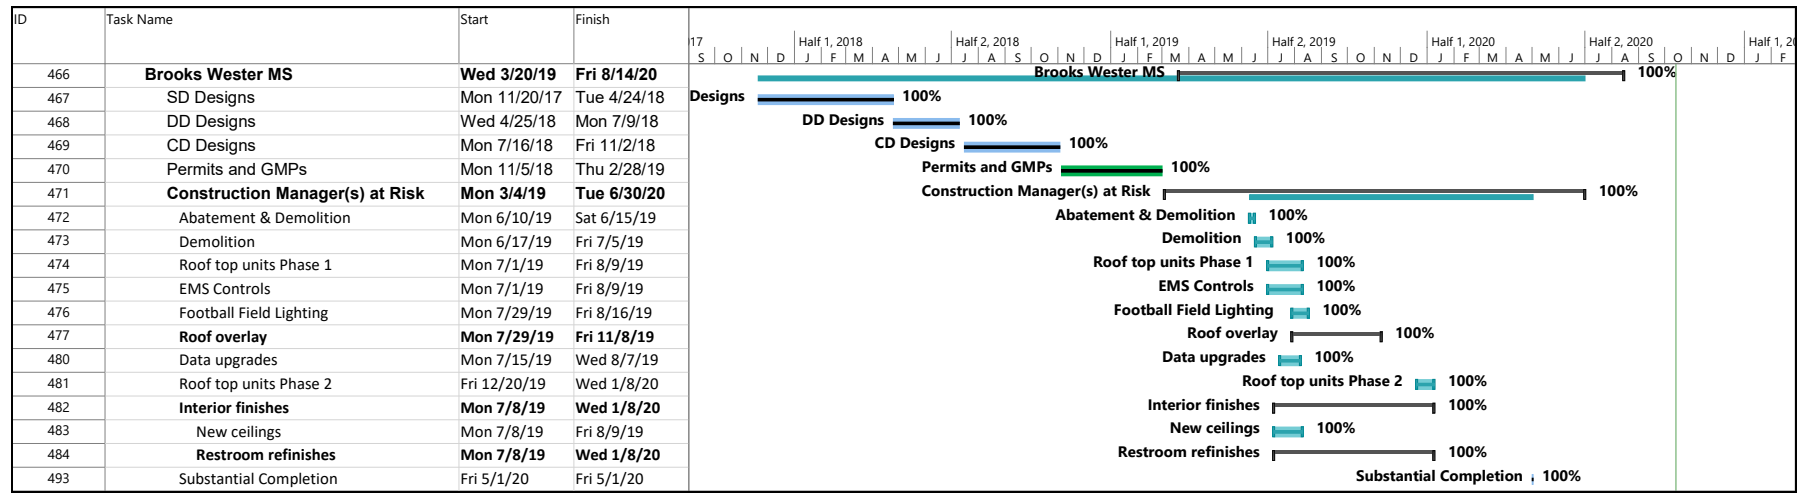 ID Task Name Start Finish
17 Half 1, 2018 Half 2, 2018 Half 1, 2019 Half 2, 2019 Half 1, 2020 Half 2, 2020 Half 1, 20
S O N D J F M A M J J A S O N D J F M A M J J A S O N D J F M A M J J A S O N D J F
466 Brooks Wester MS Wed 3/20/19 Fri 8/14/20 Brooks Wester MS 100%
467 SD Designs Mon 11/20/17 Tue 4/24/18 Designs 100%
468 DD Designs Wed 4/25/18 Mon 7/9/18 DD Designs 100%
469 CD Designs Mon 7/16/18 Fri 11/2/18 CD Designs 100%
470 Permits and GMPs Mon 11/5/18 Thu 2/28/19 Permits and GMPs 100%
471 Construction Manager(s) at Risk Mon 3/4/19 Tue 6/30/20 Construction Manager(s) at Risk 100%
472 Abatement & Demolition Mon 6/10/19 Sat 6/15/19 Abatement & Demolition 100%
473 Demolition Mon 6/17/19 Fri 7/5/19 Demolition 100%
474 Roof top units Phase 1 Mon 7/1/19 Fri 8/9/19 Roof top units Phase 1 100%
475 EMS Controls Mon 7/1/19 Fri 8/9/19 EMS Controls 100%
476 Football Field Lighting Mon 7/29/19 Fri 8/16/19 Football Field Lighting 100%
477 Roof overlay Mon 7/29/19 Fri 11/8/19 Roof overlay 100%
480 Data upgrades Mon 7/15/19 Wed 8/7/19 Data upgrades 100%
481 Roof top units Phase 2 Fri 12/20/19 Wed 1/8/20 Roof top units Phase 2 100%
482 Interior finishes Mon 7/8/19 Wed 1/8/20 Interior finishes 100%
483 New ceilings Mon 7/8/19 Fri 8/9/19 New ceilings 100%
484 Restroom refinishes Mon 7/8/19 Wed 1/8/20 Restroom refinishes 100%
493 Substantial Completion Fri 5/1/20 Fri 5/1/20 Substantial Completion 100%